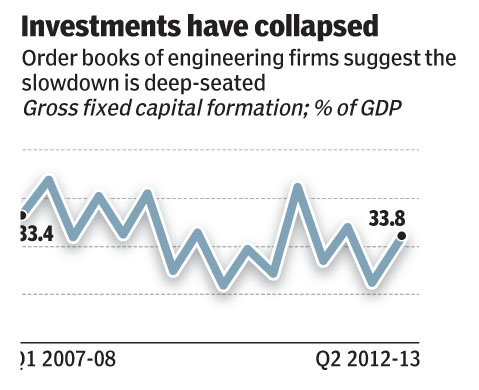 Investments have collapsed
Order books of engineering firms suggest the
slowdown is deep-seated
Gross fixed capital formation; % of GDP
33.8
33.4
Q1 2007-08
Q2 2012-13